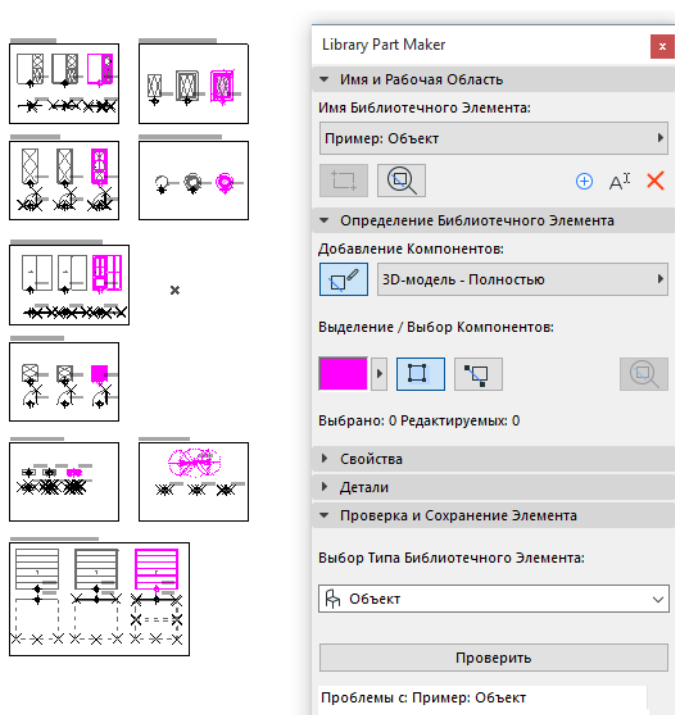 Library Part Maker
Имя и Рабочая Область
Имя Библиотечного Элемента:
Пример: Объект
Определение Библиотечного Элемента
Добавление Компонентов:
3D-модель - Полностью
Выделение / Выбор Компонентов:
Выбрано: 0 Редактируемых: 0
Свойства
Детали
Проверка и Сохранение Элемента
Выбор Типа Библиотечного Элемента:
Объект
Проверить
Проблемы с: Пример: Объект